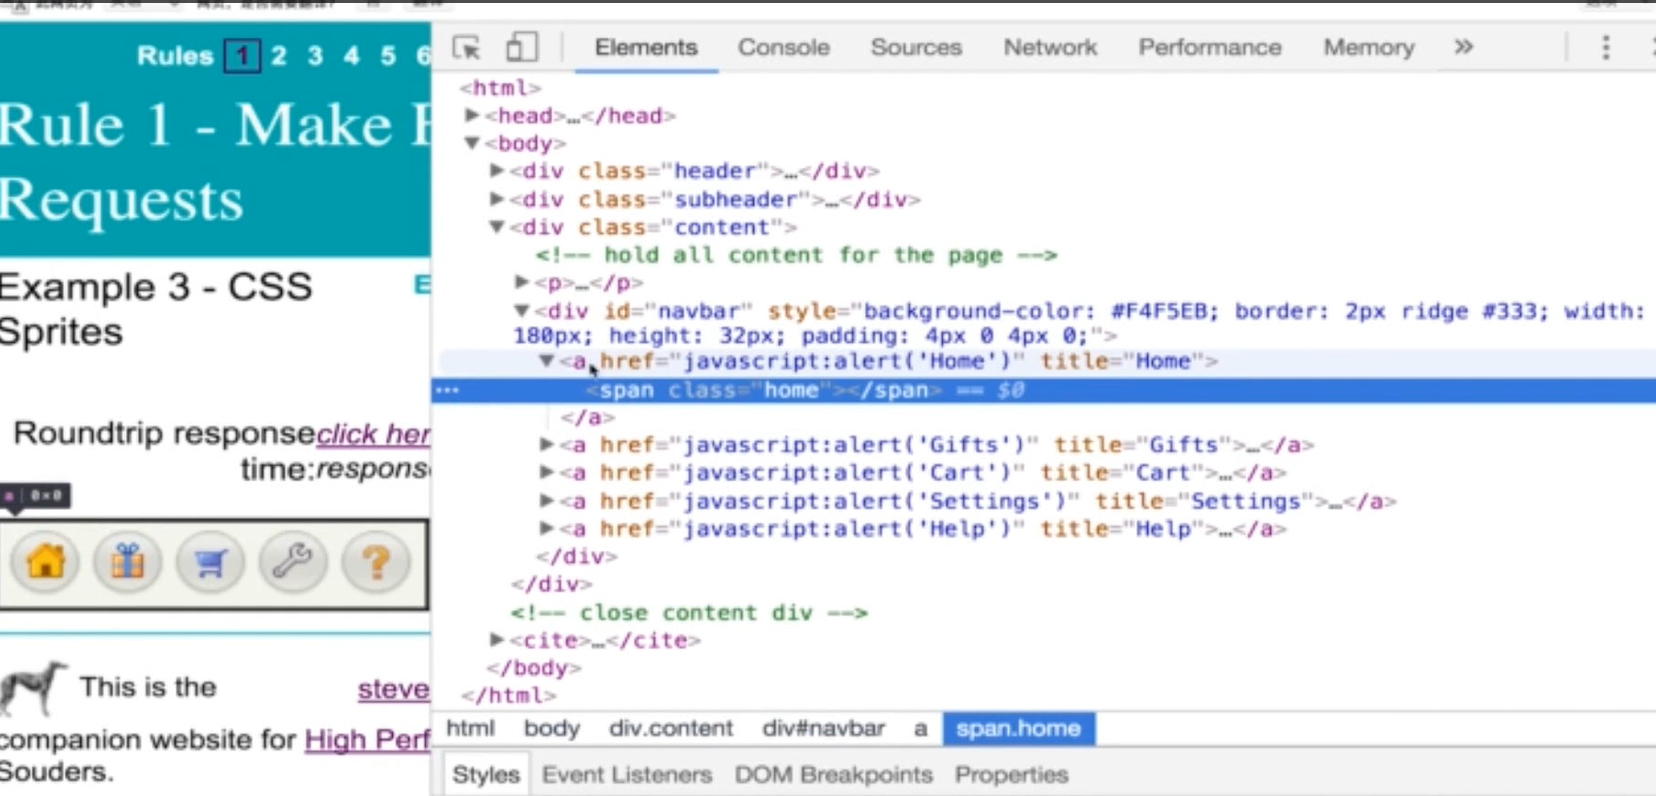 Rules 1 2 3 4 5 6
Rule 1 - Make
Requests
Example 3 - CSS
Sprites
E
Roundtrip response click her
time: respons
a | 0×0
This is the steve
companion website for High Perf
Souders.
Elements Console Sources Network Performance Memory »
<html>
▶<head>…</head>
▼<body>
▶<div class="header">…</div>
▶<div class="subheader">…</div>
▼<div class="content">
<!-- hold all content for the page -->
▶<p>…</p>
▼<div id="navbar" style="background-color: #F4F5EB; border: 2px ridge #333; width:
180px; height: 32px; padding: 4px 0 4px 0;">
▼<a href="javascript:alert('Home')" title="Home">
… <span class="home"></span> == $0
</a>
▶<a href="javascript:alert('Gifts')" title="Gifts">…</a>
▶<a href="javascript:alert('Cart')" title="Cart">…</a>
▶<a href="javascript:alert('Settings')" title="Settings">…</a>
▶<a href="javascript:alert('Help')" title="Help">…</a>
</div>
</div>
<!-- close content div -->
▶<cite>…</cite>
</body>
</html>
html body div.content div#navbar a span.home
Styles Event Listeners DOM Breakpoints Properties